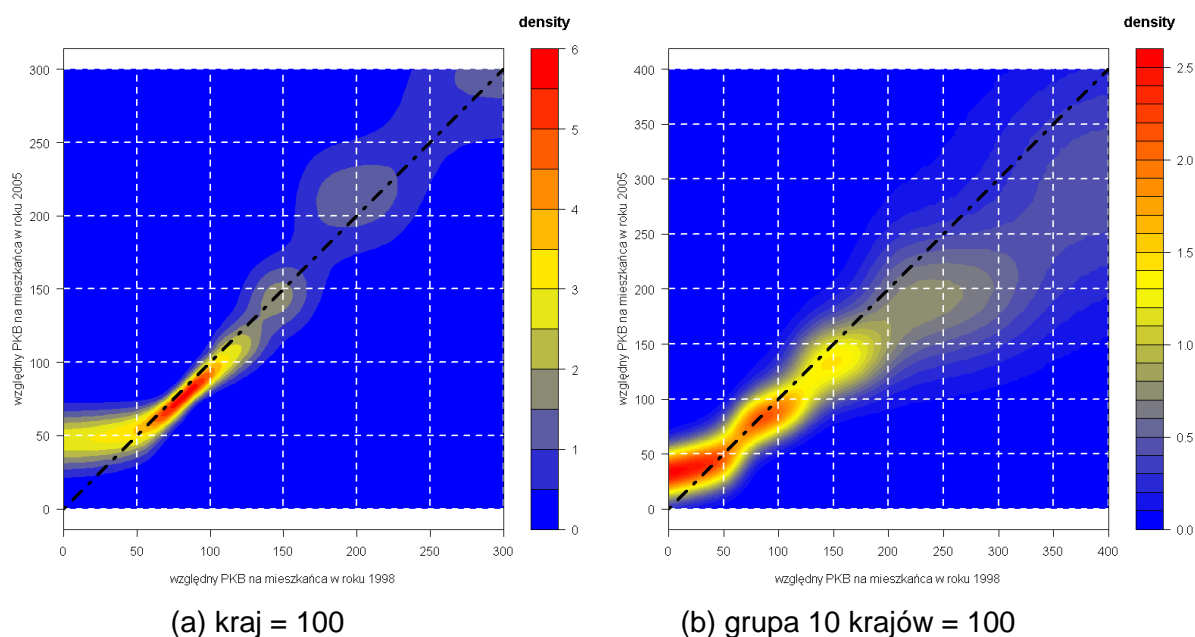 density
300
250
200
150
100
50
0
6
5
4
3
2
1
0
względny PKB na mieszkańca w roku 2005
0 50 100 150 200 250 300
względny PKB na mieszkańca w roku 1998
(a) kraj = 100
density
400
350
300
250
200
150
100
50
0
2.5
2.0
1.5
1.0
0.5
0.0
względny PKB na mieszkańca w roku 2005
0 50 100 150 200 250 300 350 400
względny PKB na mieszkańca w roku 1998
(b) grupa 10 krajów = 100